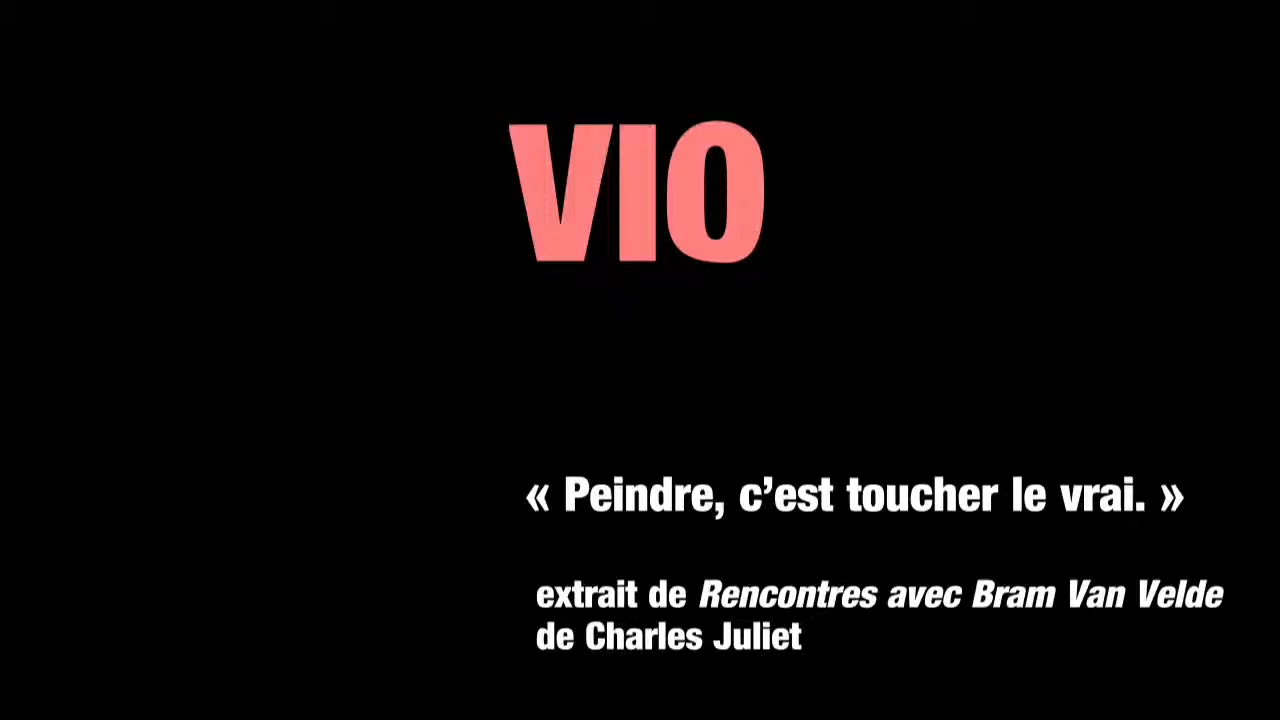 VIO
« Peindre, c’est toucher le vrai. »
extrait de Rencontres avec Bram Van Velde
de Charles Juliet